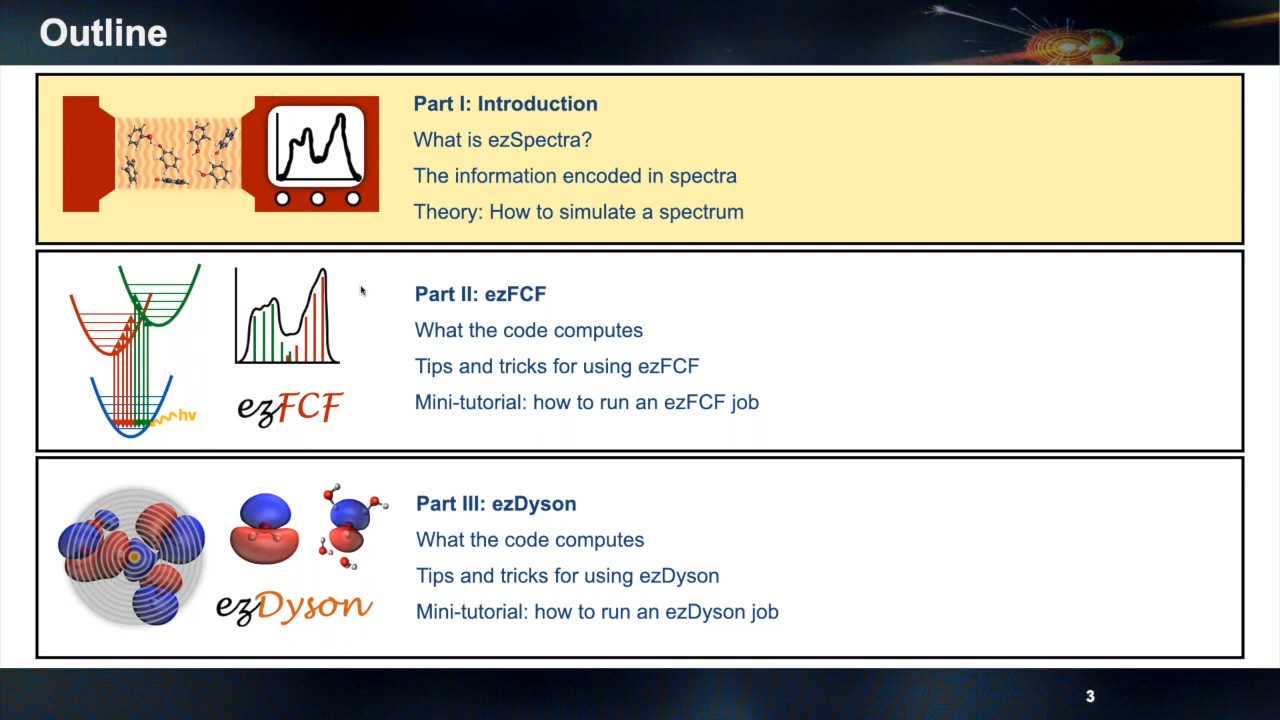 Outline
Part I: Introduction
What is ezSpectra?
The information encoded in spectra
Theory: How to simulate a spectrum
Part II: ezFCF
What the code computes
Tips and tricks for using ezFCF
Mini-tutorial: how to run an ezFCF job
hν
ezFCF
Part III: ezDyson
What the code computes
Tips and tricks for using ezDyson
Mini-tutorial: how to run an ezDyson job
ezDyson
3